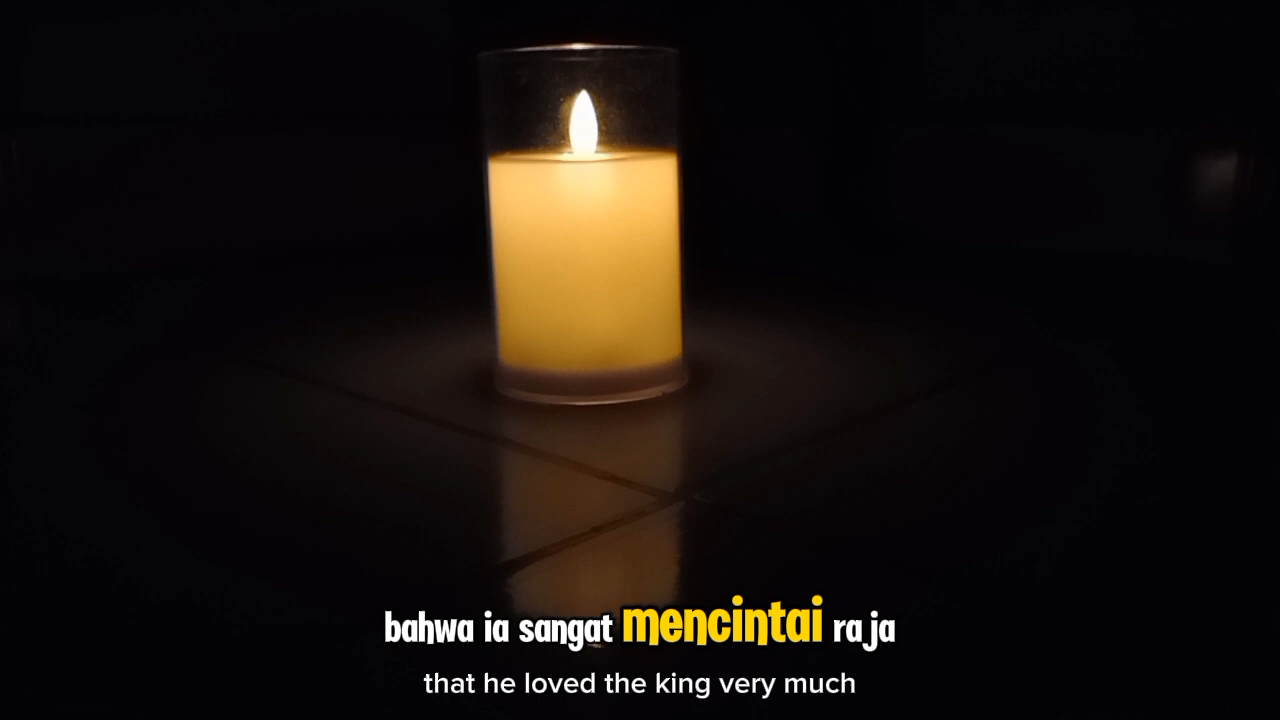 bahwa ia sangat mencintai raja
that he loved the king very much